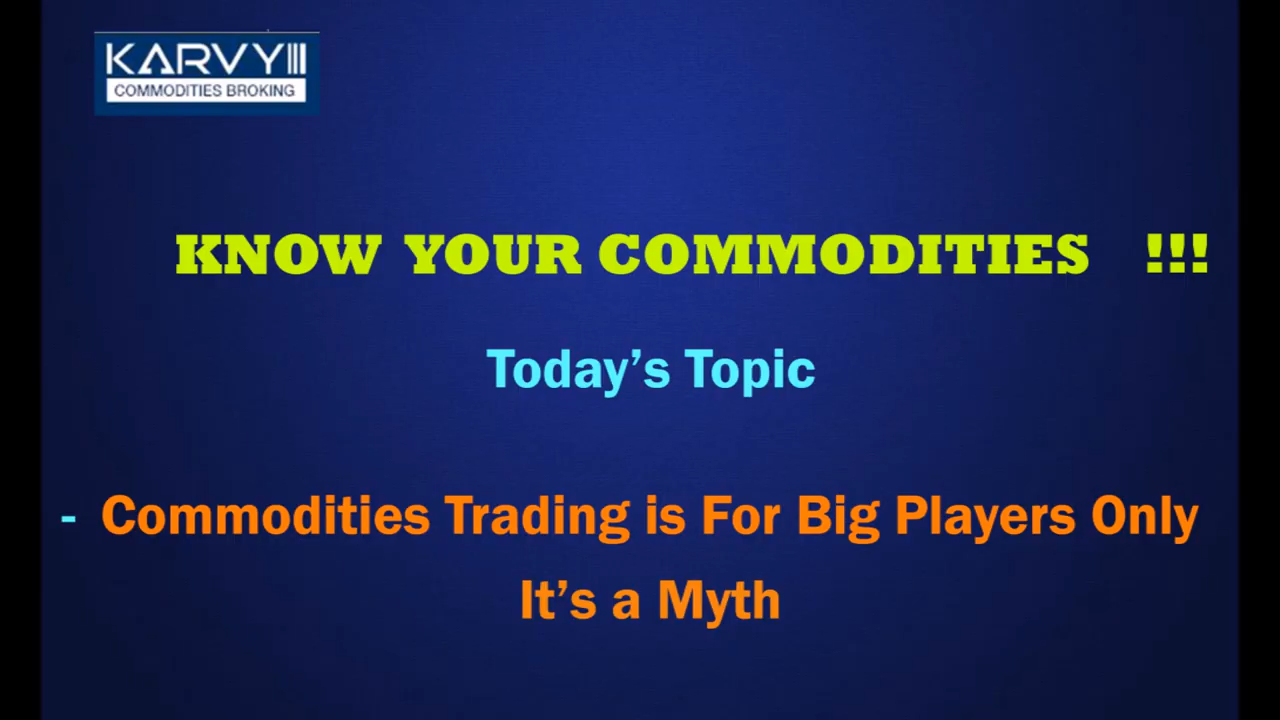 KARVY
COMMODITIES BROKING
KNOW YOUR COMMODITIES !!!
Today’s Topic
- Commodities Trading is For Big Players Only
It’s a Myth